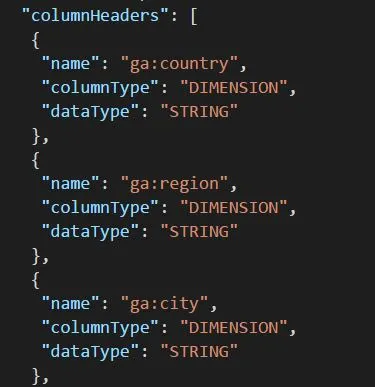 "columnHeaders": [
{
"name": "ga:country",
"columnType": "DIMENSION",
"dataType": "STRING"
},
{
"name": "ga:region",
"columnType": "DIMENSION",
"dataType": "STRING"
},
{
"name": "ga:city",
"columnType": "DIMENSION",
"dataType": "STRING"
},